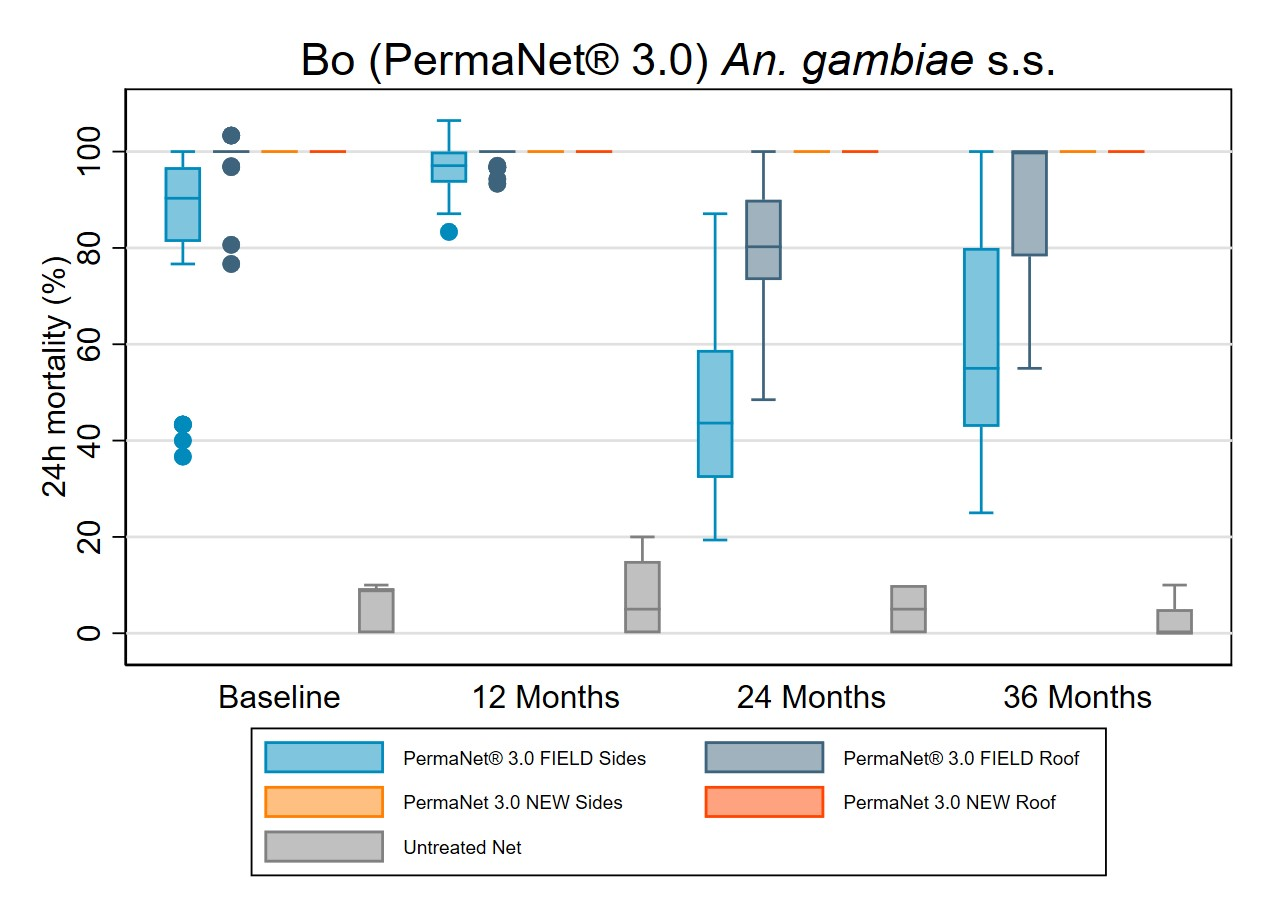 Bo (PermaNet® 3.0) An. gambiae s.s.
24h mortality (%)
100
80
60
40
20
0
Baseline 12 Months 24 Months 36 Months
PermaNet® 3.0 FIELD Sides PermaNet® 3.0 FIELD Roof
PermaNet 3.0 NEW Sides PermaNet 3.0 NEW Roof
Untreated Net